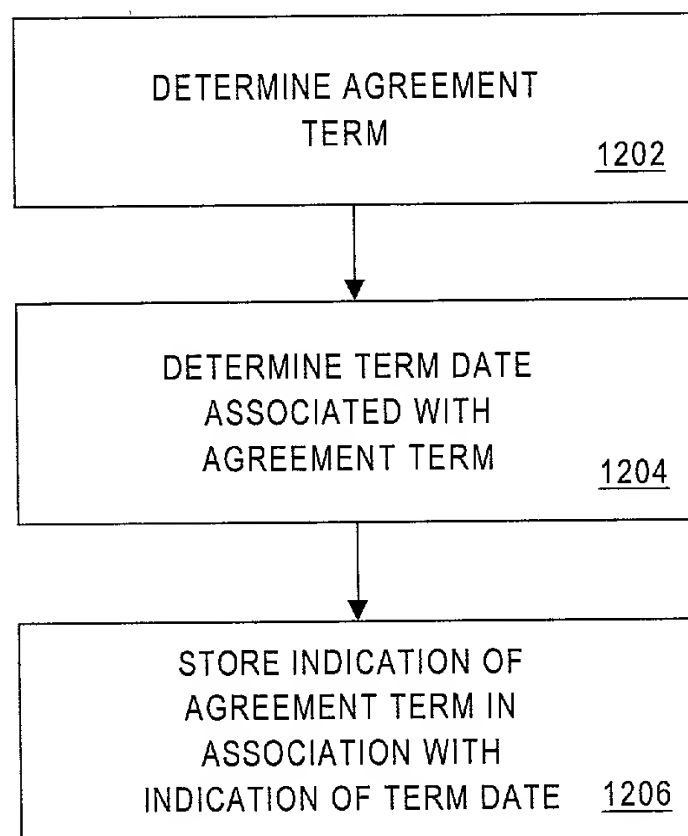 DETERMINE AGREEMENT
TERM
1202
DETERMINE TERM DATE
ASSOCIATED WITH
AGREEMENT TERM
1204
STORE INDICATION OF
AGREEMENT TERM IN
ASSOCIATION WITH
INDICATION OF TERM DATE 1206